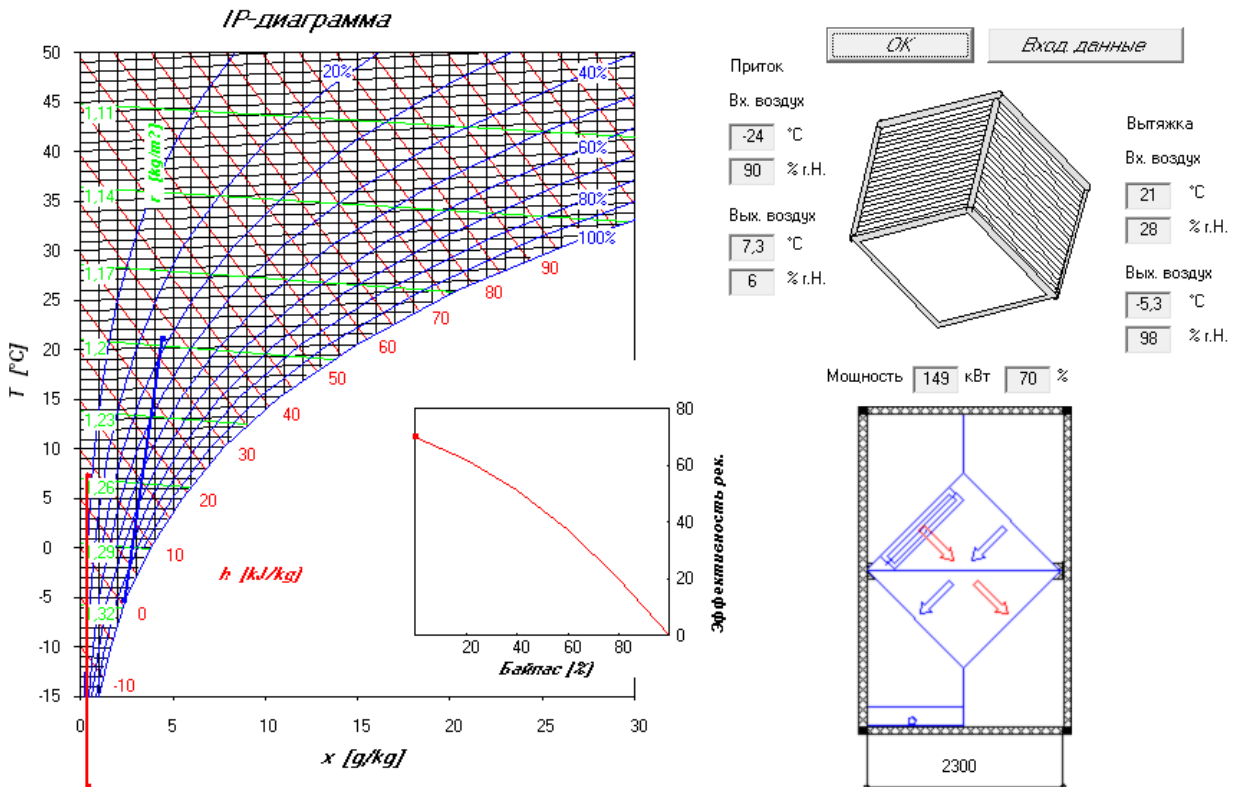 IP-диаграмма
50
45
40
35
30
25
20
15
10
5
0
-5
-10
-15
T [°C]
1,11
1,14
1,17
1,2
1,23
1,26
1,29
1,32
r [kg/m?]
20%
40%
60%
80%
100%
90
80
70
60
50
40
30
20
10
0
-10
h [kJ/kg]
0 5 10 15 20 25 30
x [g/kg]
80
60
40
20
0
Эффективность рек.
20 40 60 80
Байпас [%]
OK
Вход. данные
Приток
Вх. воздух
-24 °C
90 % r.H.
Вых. воздух
7,3 °C
6 % r.H.
Вытяжка
Вх. воздух
21 °C
28 % r.H.
Вых. воздух
-5,3 °C
98 % r.H.
Мощность 149 кВт 70 %
2300